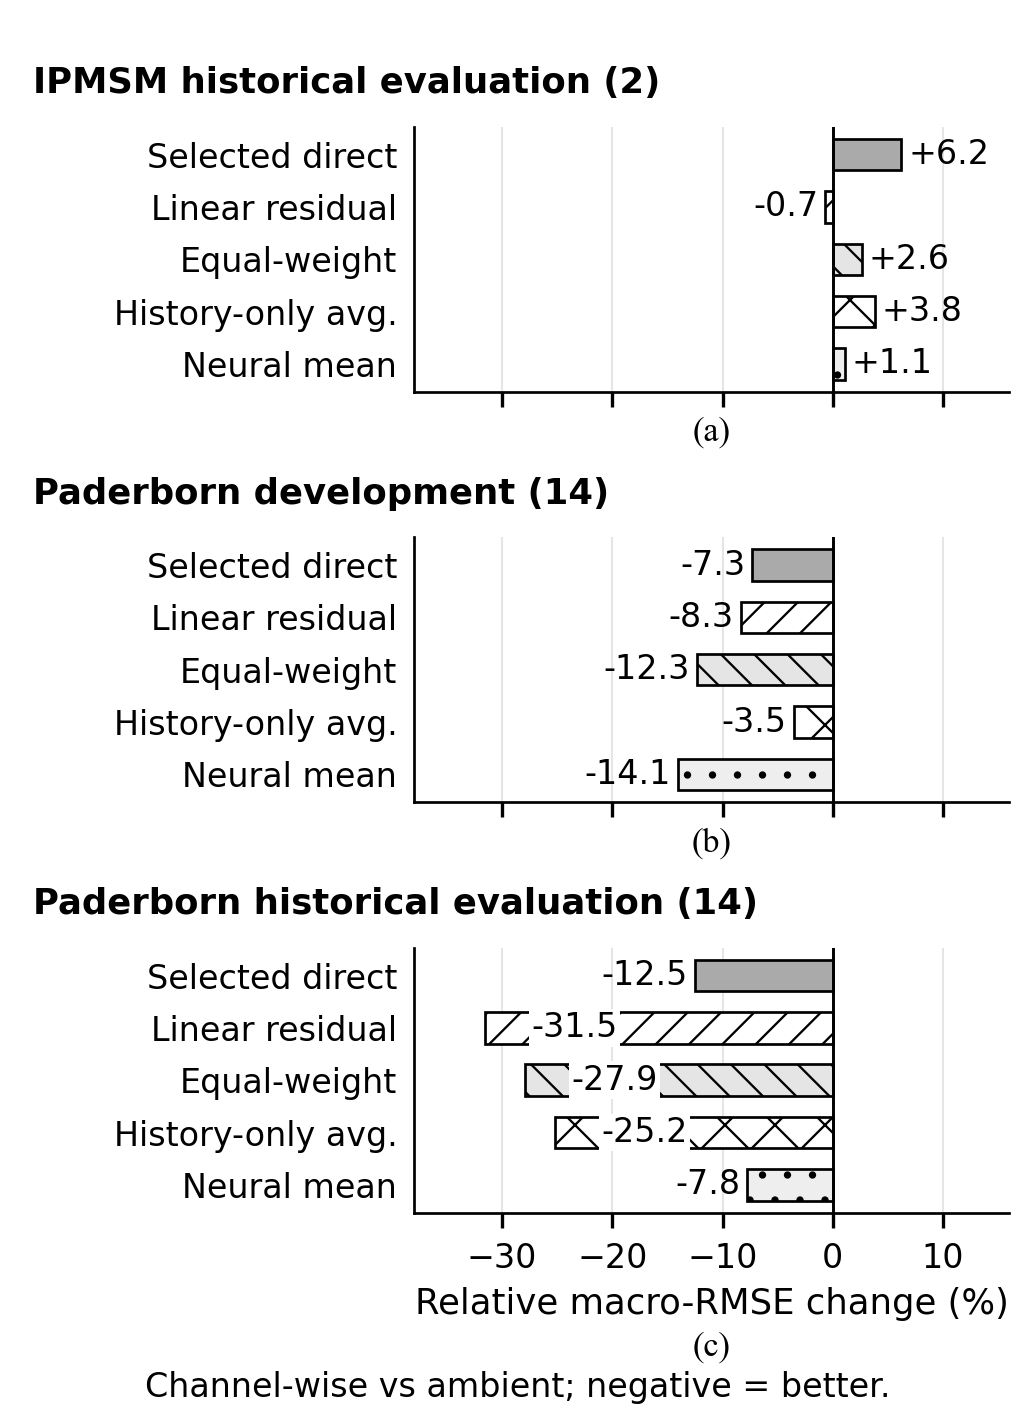 IPMSM historical evaluation (2)
Selected direct +6.2
Linear residual -0.7
Equal-weight +2.6
History-only avg. +3.8
Neural mean +1.1
(a)
Paderborn development (14)
Selected direct -7.3
Linear residual -8.3
Equal-weight -12.3
History-only avg. -3.5
Neural mean -14.1
(b)
Paderborn historical evaluation (14)
Selected direct -12.5
Linear residual -31.5
Equal-weight -27.9
History-only avg. -25.2
Neural mean -7.8
−30 −20 −10 0 10
Relative macro-RMSE change (%)
(c)
Channel-wise vs ambient; negative = better.